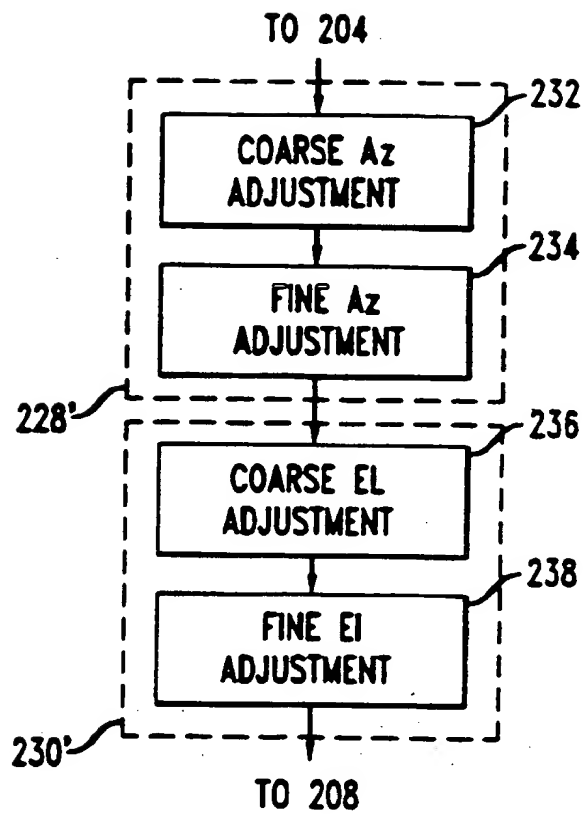 TO 204
232
COARSE Az
ADJUSTMENT
234
FINE Az
ADJUSTMENT
228'
236
COARSE EL
ADJUSTMENT
238
FINE El
ADJUSTMENT
230'
TO 208